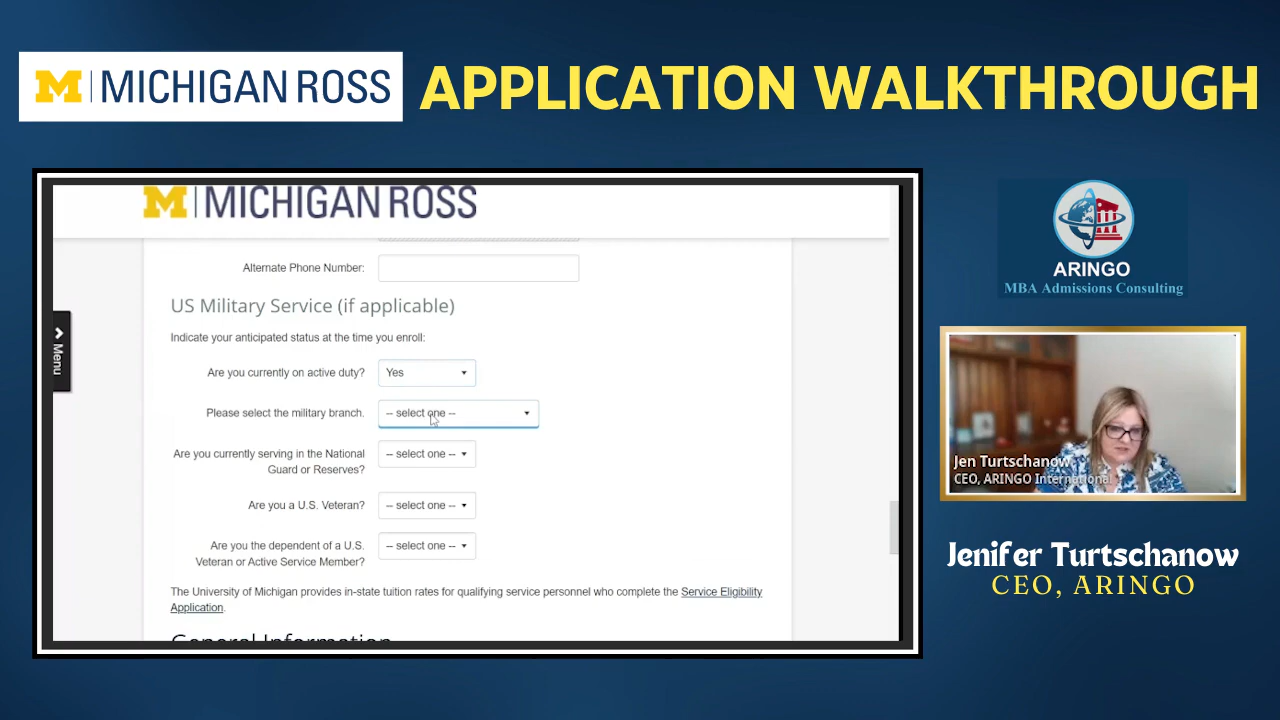 M | MICHIGAN ROSS
APPLICATION WALKTHROUGH
M | MICHIGAN ROSS
Alternate Phone Number:
US Military Service (if applicable)
Indicate your anticipated status at the time you enroll:
Are you currently on active duty? Yes
Please select the military branch. -- select one --
Are you currently serving in the National -- select one --
Guard or Reserves?
Are you a U.S. Veteran? -- select one --
Are you the dependent of a U.S. -- select one --
Veteran or Active Service Member?
The University of Michigan provides in-state tuition rates for qualifying service personnel who complete the Service Eligibility
Application.
General Information
Menu
ARINGO
MBA Admissions Consulting
Jen Turtschanow
CEO, ARINGO International
Jenifer Turtschanow
CEO, ARINGO